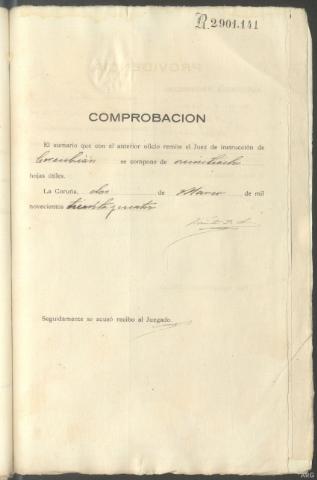 R 2901.141
COMPROBACION
El sumario que con el anterior oficio remite el Juez de instrucción de
Corcubión se compone de
hojas útiles.
La Coruña, dos de Marzo de mil
novecientos treinta y cuatro
Seguidamente se acusó recibo al Juzgado.
ARG